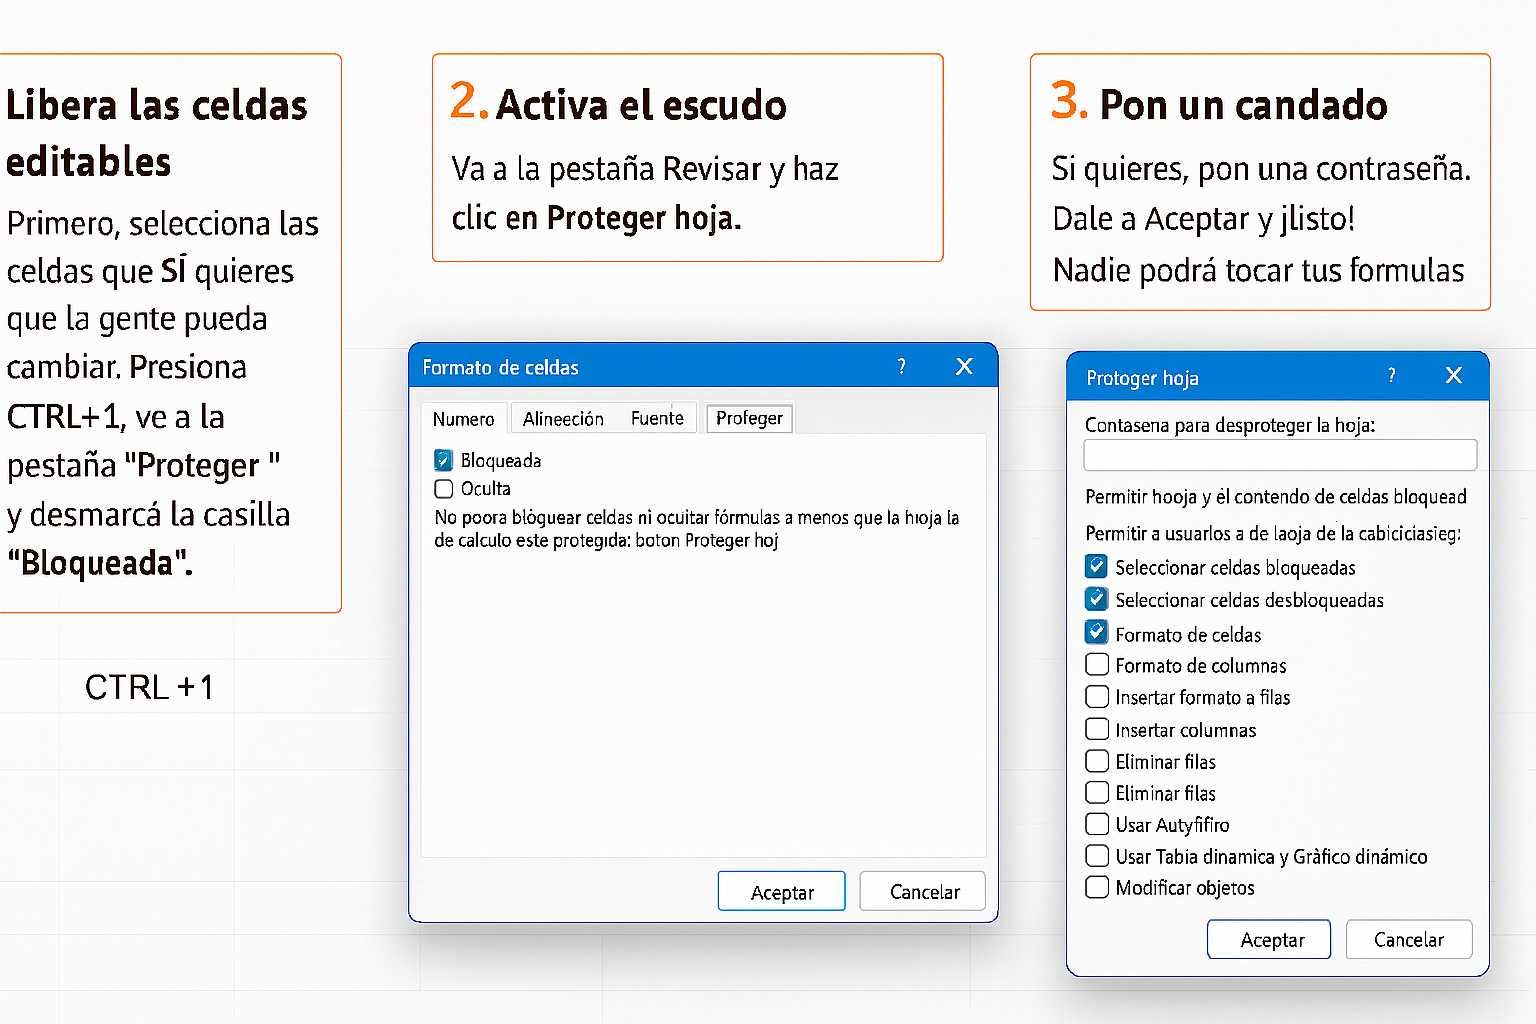 Libera las celdas
editables
Primero, selecciona las
celdas que SÍ quieres
que la gente pueda
cambiar. Presiona
CTRL+1, ve a la
pestaña "Proteger "
y desmarcá la casilla
“Bloqueada".
CTRL +1
2. Activa el escudo
Va a la pestaña Revisar y haz
clic en Proteger hoja.
3. Pon un candado
Si quieres, pon una contraseña.
Dale a Aceptar y jlisto!
Nadie podrá tocar tus formulas
Formato de celdas ? X
Numero Alineeción Fuente Profeger
Bloqueada
Oculta
No poora blóguear celdas ni ocuitar fórmulas a menos que la hıoja la
de calculo este protegıda: boton Proteger hoj
Aceptar Cancelar
Protoger hoja ? X
Contasena para desproteger la hoja:
Permitir hooja y él contendo de celdas bloquead
Permitir a usuarlos a de laoja de la cabiciciasieg:
Seleccionar celdas bloqueadas
Seleccionar celdas desbloqueadas
Formato de celdas
Formato de columnas
Insertar formato a filas
Insertar columnas
Eliminar filas
Eliminar filas
Usar Autyfifiro
Usar Tabía dinamica y Gràfico dinámico
Modificar objetos
Aceptar Cancelar